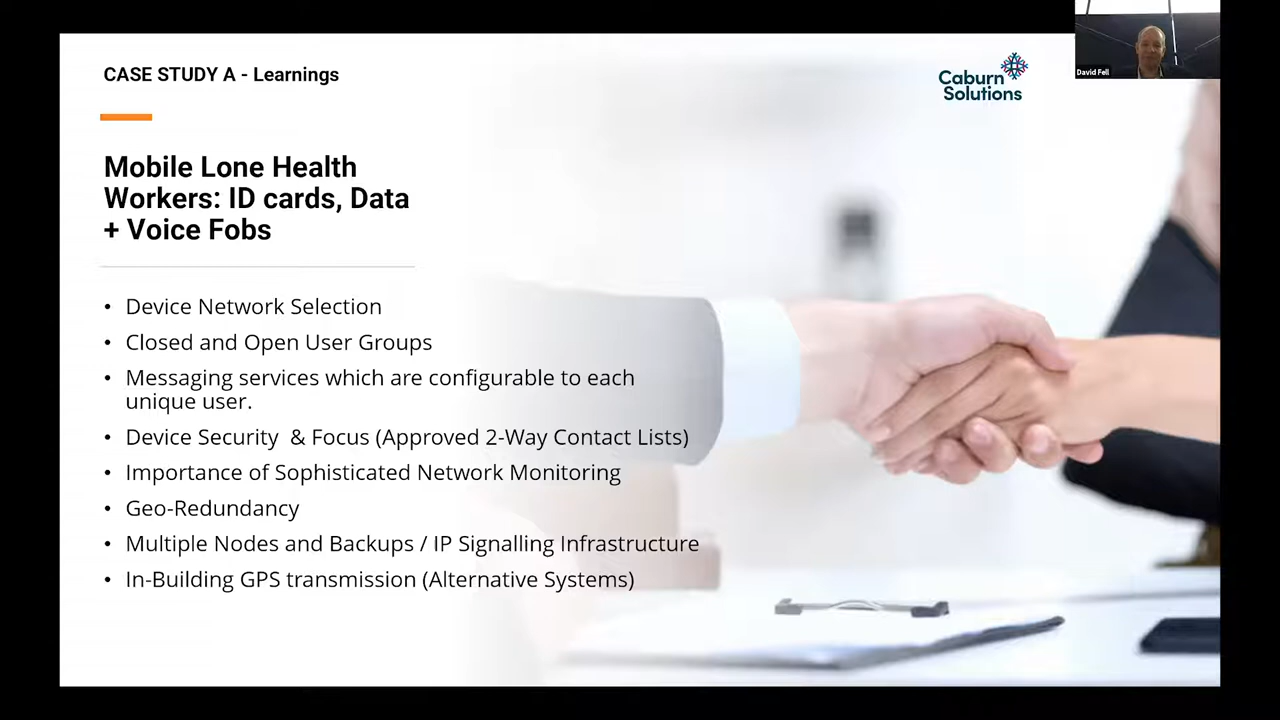 CASE STUDY A - Learnings
Caburn
Solutions
David Fell
Mobile Lone Health
Workers: ID cards, Data
+ Voice Fobs
• Device Network Selection
• Closed and Open User Groups
• Messaging services which are configurable to each
unique user.
• Device Security  & Focus (Approved 2-Way Contact Lists)
• Importance of Sophisticated Network Monitoring
• Geo-Redundancy
• Multiple Nodes and Backups / IP Signalling Infrastructure
• In-Building GPS transmission (Alternative Systems)